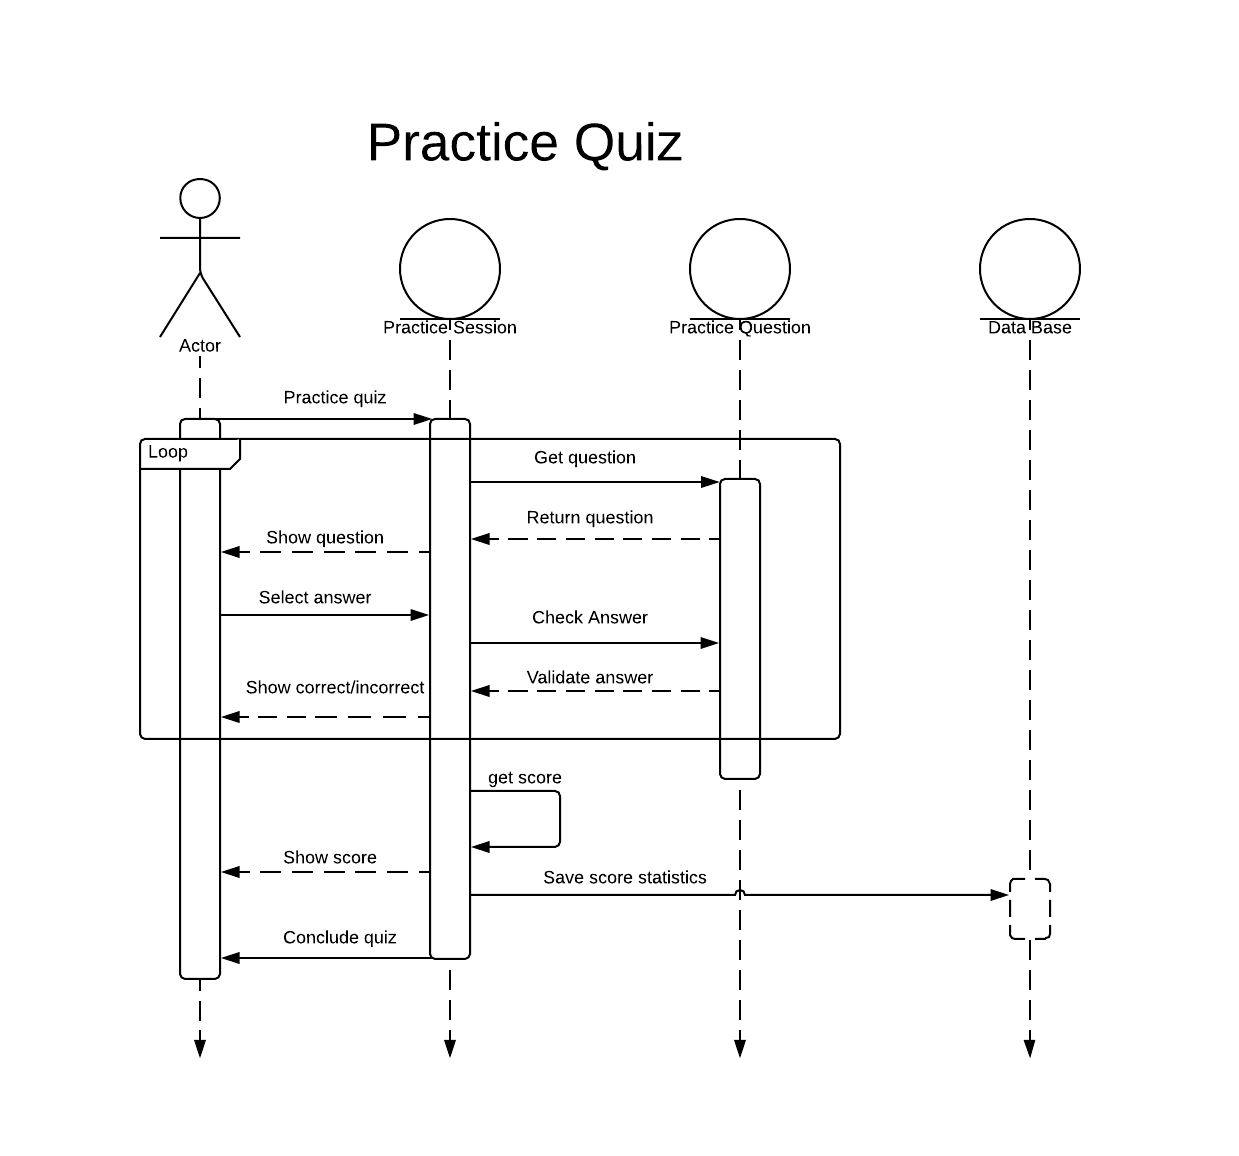 Practice Quiz
Actor
Practice Session
Practice Question
Data Base
Practice quiz
Loop
Get question
Return question
Show question
Select answer
Check Answer
Validate answer
Show correct/incorrect
get score
Show score
Save score statistics
Conclude quiz